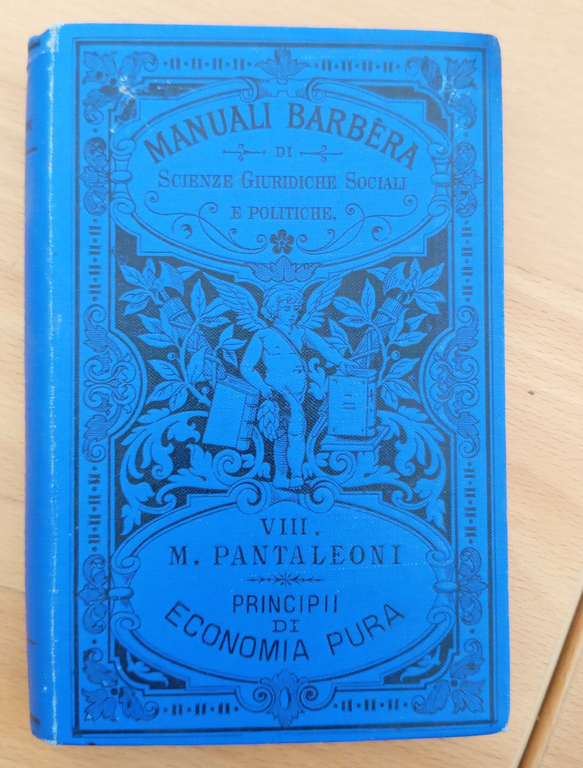 MANUALI BARBÈRA
DI
SCIENZE GIURIDICHE SOCIALI
E POLITICHE.
VIII.
M. PANTALEONI
PRINCIPII
DI
ECONOMIA PURA